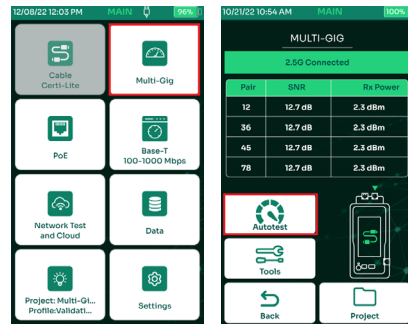 12/08/22 12:03 PM MAIN 96%
Cable
Certi-Lite
Multi-Gig
PoE
Base-T
100-1000 Mbps
Network Test
and Cloud
Data
Project: Multi-Gi...
Profile:Validati...
Settings
10/21/22 10:54 AM MAIN 100%
MULTI-GIG
2.5G Connected
Pair SNR Rx Power
12 12.7 dB 2.3 dBm
36 12.7 dB 2.3 dBm
45 12.7 dB 2.3 dBm
78 12.7 dB 2.3 dBm
Autotest
Tools
Back
Project